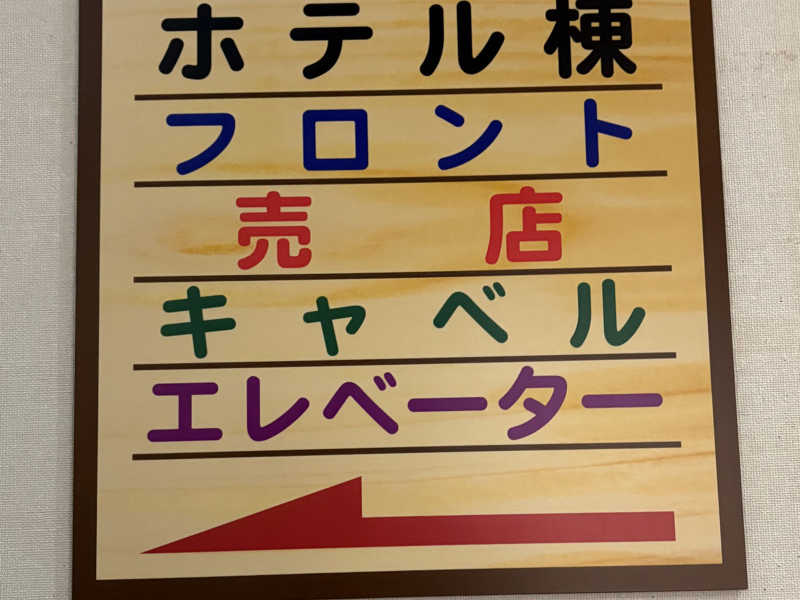 ホテル棟
フロント
売店
キャベル
エレベーター